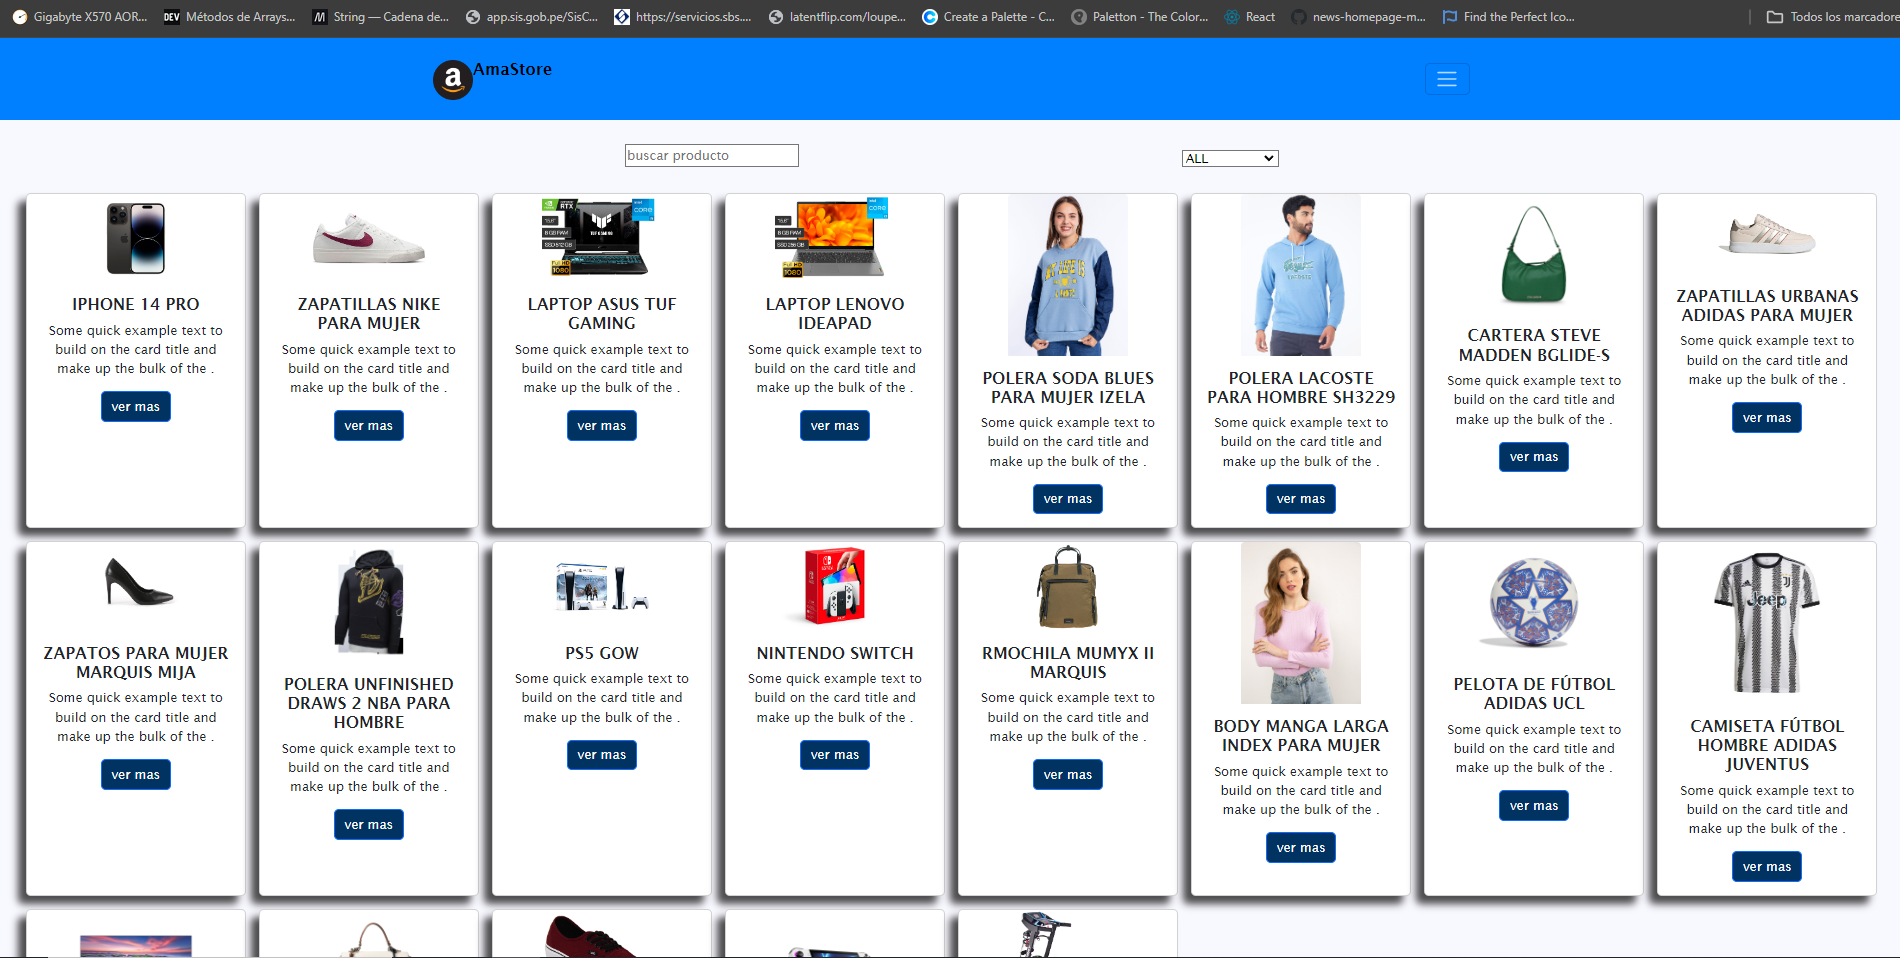 Gigabyte X570 AOR...
Métodos de Arrays...
String — Cadena de...
app.sis.gob.pe/SisC...
https://servicios.sbs....
latentflip.com/loupe...
Create a Palette - C...
Paletton - The Color...
React
news-homepage-m...
Find the Perfect Ico...
Todos los marcadore
AmaStore
buscar producto
ALL
IPHONE 14 PRO
Some quick example text to
build on the card title and
make up the bulk of the .
ver mas
ZAPATILLAS NIKE
PARA MUJER
Some quick example text to
build on the card title and
make up the bulk of the .
ver mas
LAPTOP ASUS TUF
GAMING
Some quick example text to
build on the card title and
make up the bulk of the .
ver mas
LAPTOP LENOVO
IDEAPAD
Some quick example text to
build on the card title and
make up the bulk of the .
ver mas
POLERA SODA BLUES
PARA MUJER IZELA
Some quick example text to
build on the card title and
make up the bulk of the .
ver mas
POLERA LACOSTE
PARA HOMBRE SH3229
Some quick example text to
build on the card title and
make up the bulk of the .
ver mas
CARTERA STEVE
MADDEN BGLIDE-S
Some quick example text to
build on the card title and
make up the bulk of the .
ver mas
ZAPATILLAS URBANAS
ADIDAS PARA MUJER
Some quick example text to
build on the card title and
make up the bulk of the .
ver mas
ZAPATOS PARA MUJER
MARQUIS MIJA
Some quick example text to
build on the card title and
make up the bulk of the .
ver mas
POLERA UNFINISHED
DRAWS 2 NBA PARA
HOMBRE
Some quick example text to
build on the card title and
make up the bulk of the .
ver mas
PS5 GOW
Some quick example text to
build on the card title and
make up the bulk of the .
ver mas
NINTENDO SWITCH
Some quick example text to
build on the card title and
make up the bulk of the .
ver mas
RMOCHILA MUMYX II
MARQUIS
Some quick example text to
build on the card title and
make up the bulk of the .
ver mas
BODY MANGA LARGA
INDEX PARA MUJER
Some quick example text to
build on the card title and
make up the bulk of the .
ver mas
PELOTA DE FÚTBOL
ADIDAS UCL
Some quick example text to
build on the card title and
make up the bulk of the .
ver mas
Jeep
CAMISETA FÚTBOL
HOMBRE ADIDAS
JUVENTUS
Some quick example text to
build on the card title and
make up the bulk of the .
ver mas